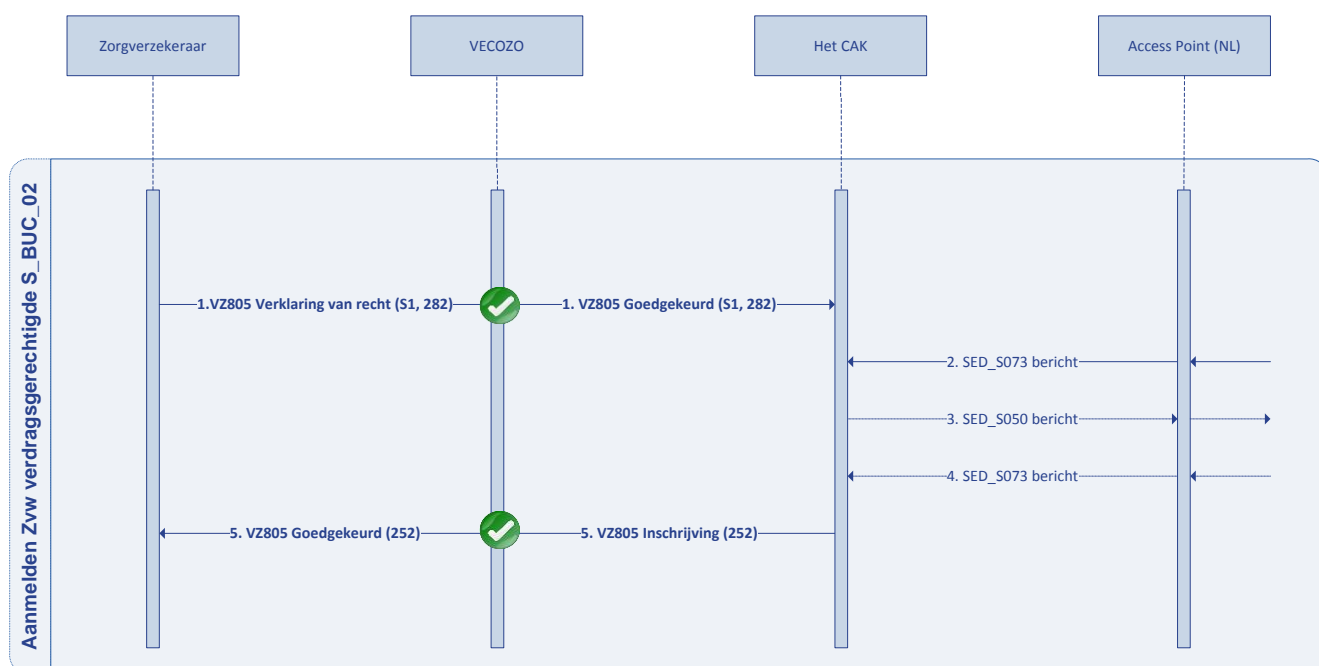 Zorgverzekeraar
VECOZO
Het CAK
Access Point (NL)
Aanmelden Zvw verdragsgerechtigde S_BUC_02
1.VZ805 Verklaring van recht (S1, 282)
1. VZ805 Goedgekeurd (S1, 282)
2. SED_S073 bericht
3. SED_S050 bericht
4. SED_S073 bericht
5. VZ805 Goedgekeurd (252)
5. VZ805 Inschrijving (252)